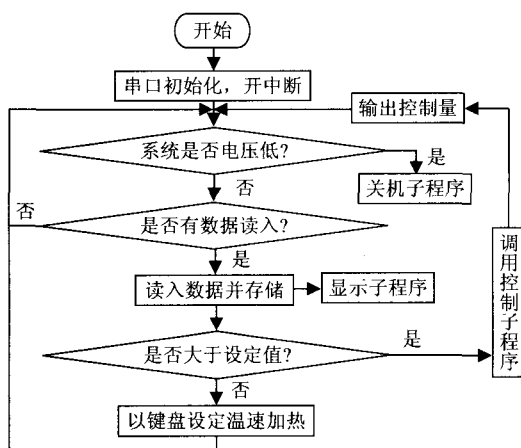 开始
串口初始化，开中断
输出控制量
系统是否电压低?
是
关机子程序
否
否
是否有数据读入?
是
读入数据并存储
显示子程序
调用控制子程序
是否大于设定值?
是
否
以键盘设定温速加热